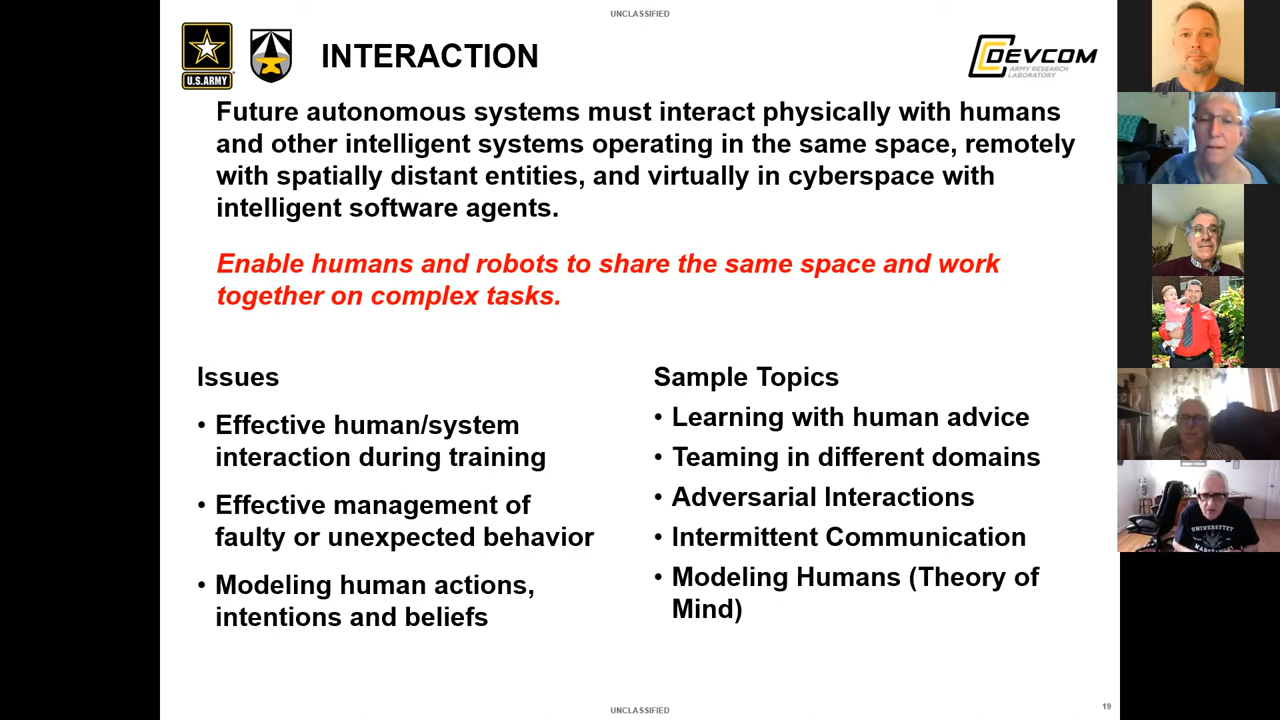 UNCLASSIFIED
U.S. ARMY
INTERACTION
DEVCOM
ARMY RESEARCH
LABORATORY
Future autonomous systems must interact physically with humans
and other intelligent systems operating in the same space, remotely
with spatially distant entities, and virtually in cyberspace with
intelligent software agents.
Enable humans and robots to share the same space and work
together on complex tasks.
Issues
• Effective human/system
interaction during training
• Effective management of
faulty or unexpected behavior
• Modeling human actions,
intentions and beliefs
Sample Topics
• Learning with human advice
• Teaming in different domains
• Adversarial Interactions
• Intermittent Communication
• Modeling Humans (Theory of
Mind)
UNCLASSIFIED
19